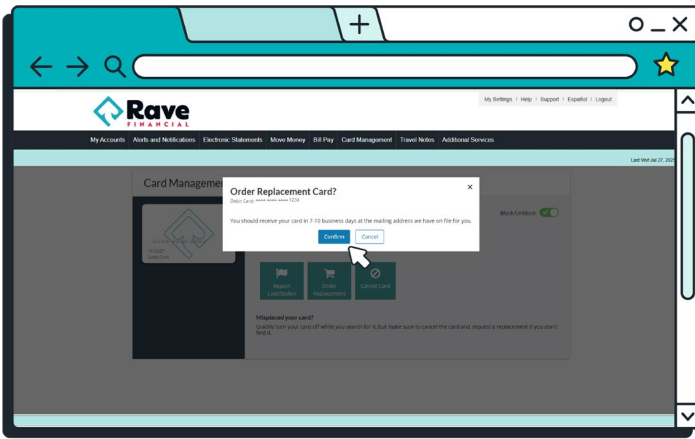 My Settings | Help | Support | Español | Logout
Rave
FINANCIAL
My Accounts Alerts and Notifications Electronic Statements Move Money Bill Pay Card Management Travel Notes Additional Services
Card Manageme
Order Replacement Card?
×
Debit Card: **** **** **** 1234
You should receive your card in 7-10 business days at the mailing address we have on file for you.
Confirm Cancel
Block/Unblock
Debit Card
Report Lost/Stolen
Order Replacement
Cancel Card
Misplaced your card?
Quickly turn your card off while you search for it, but make sure to cancel the card and request a replacement if you don't
find it.